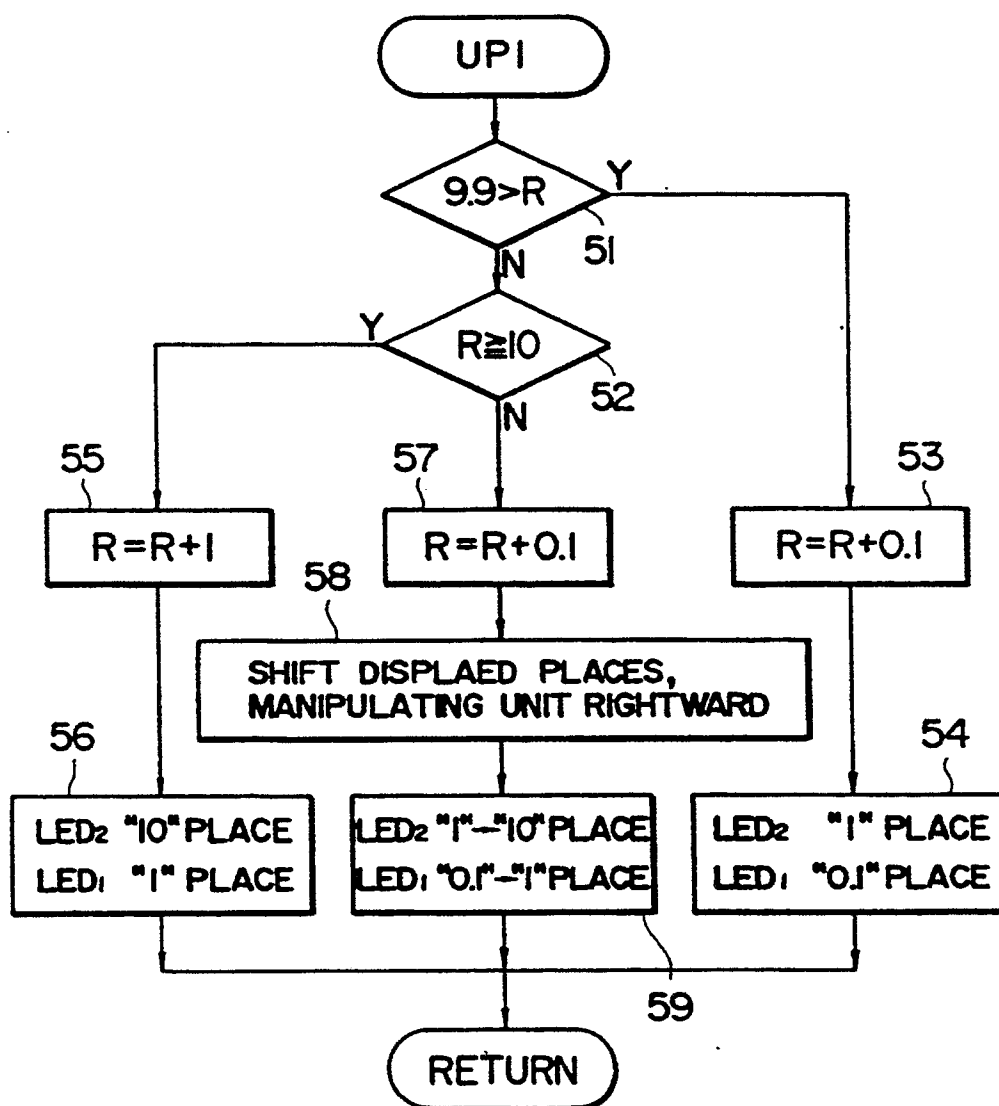 UP1
9.9>R
Y
51
N
Y
R≧10
52
N
55
57
53
R=R+1
R=R+0.1
R=R+0.1
58
SHIFT DISPLAED PLACES,
MANIPULATING UNIT RIGHTWARD
56
54
LED2 "10" PLACE
LED1 "1" PLACE
LED2 "1"–"10" PLACE
LED1 "0.1"–"1" PLACE
LED2 "1" PLACE
LED1 "0.1" PLACE
59
RETURN